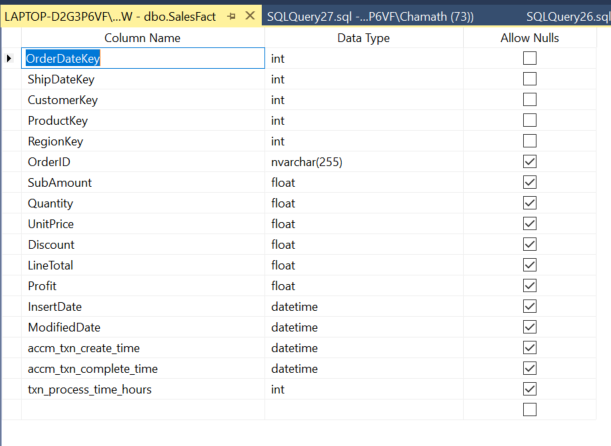 LAPTOP-D2G3P6VF\...W - dbo.SalesFact SQLQuery27.sql -...P6VF\Chamath (73)) SQLQuery26.sql
Column Name Data Type Allow Nulls
OrderDateKey int
ShipDateKey int
CustomerKey int
ProductKey int
RegionKey int
OrderID nvarchar(255)
SubAmount float
Quantity float
UnitPrice float
Discount float
LineTotal float
Profit float
InsertDate datetime
ModifiedDate datetime
accm_txn_create_time datetime
accm_txn_complete_time datetime
txn_process_time_hours int